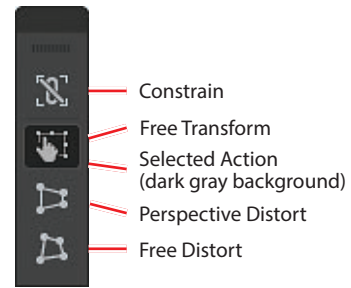 Constrain
Free Transform
Selected Action
(dark gray background)
Perspective Distort
Free Distort